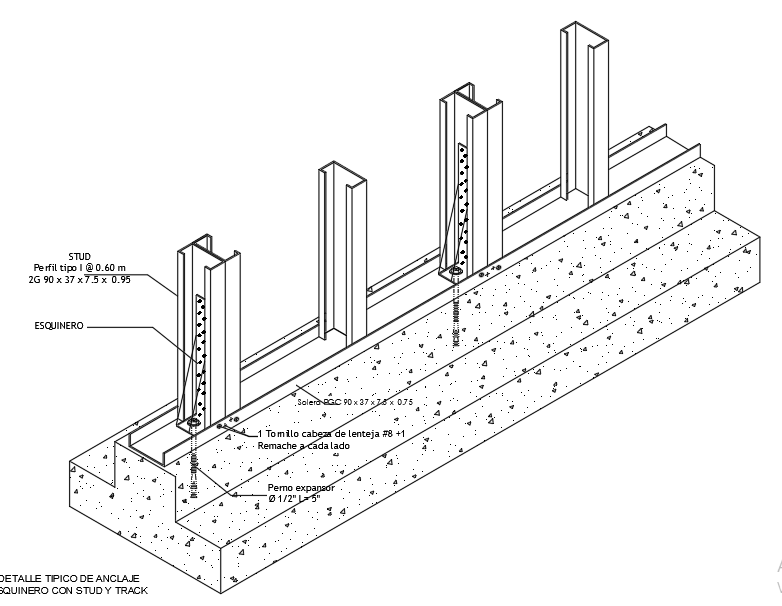 STUD
Perfil tipo I @ 0.60 m
2G 90 x 37 x 7.5 x 0.95
ESQUINERO
Solera PGC 90 x 37 x 7.5 x 0.75
1 Tornillo cabeza de lenteja #8 +1
Remache a cada lado
Perno expansor
Ø 1/2" L= 5"
DETALLE TIPICO DE ANCLAJE
SQUINERO CON STUD Y TRACK